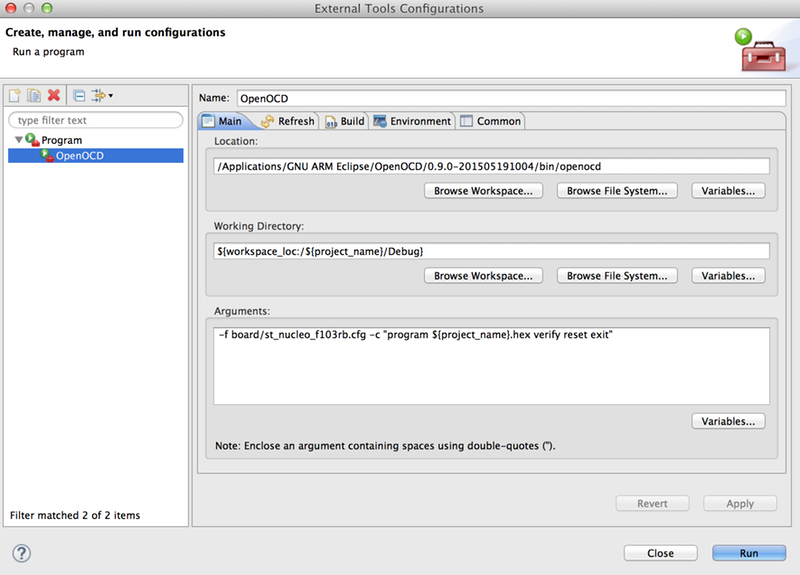 External Tools Configurations
Create, manage, and run configurations
Run a program
type filter text
Program
OpenOCD
Filter matched 2 of 2 items
Name: OpenOCD
Main Refresh Build Environment Common
Location:
/Applications/GNU ARM Eclipse/OpenOCD/0.9.0-201505191004/bin/openocd
Browse Workspace... Browse File System... Variables...
Working Directory:
${workspace_loc:/${project_name}/Debug}
Browse Workspace... Browse File System... Variables...
Arguments:
-f board/st_nucleo_f103rb.cfg -c "program ${project_name}.hex verify reset exit"
Variables...
Note: Enclose an argument containing spaces using double-quotes (").
Revert Apply
? Close Run